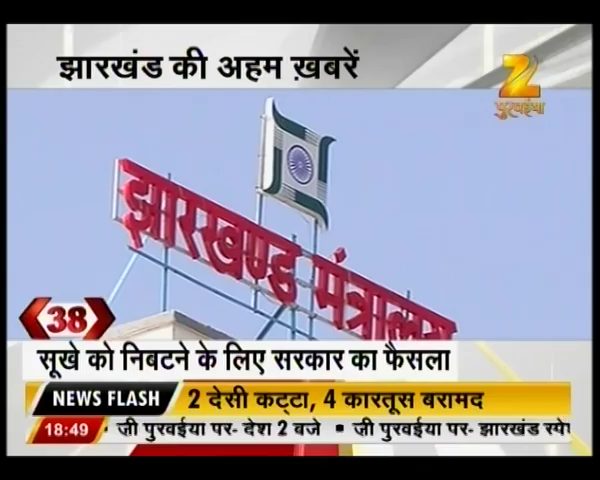 झारखंड की अहम ख़बरें
Z
पुरवईया
झारखण्ड मंत्रालय
38
सूखे को निबटने के लिए सरकार का फैसला
NEWS FLASH
2 देसी कट्टा, 4 कारतूस बरामद
18:49
ज़ी पुरवईया पर- देश 2 बजे ▪ ज़ी पुरवईया पर- झारखंड स्पे